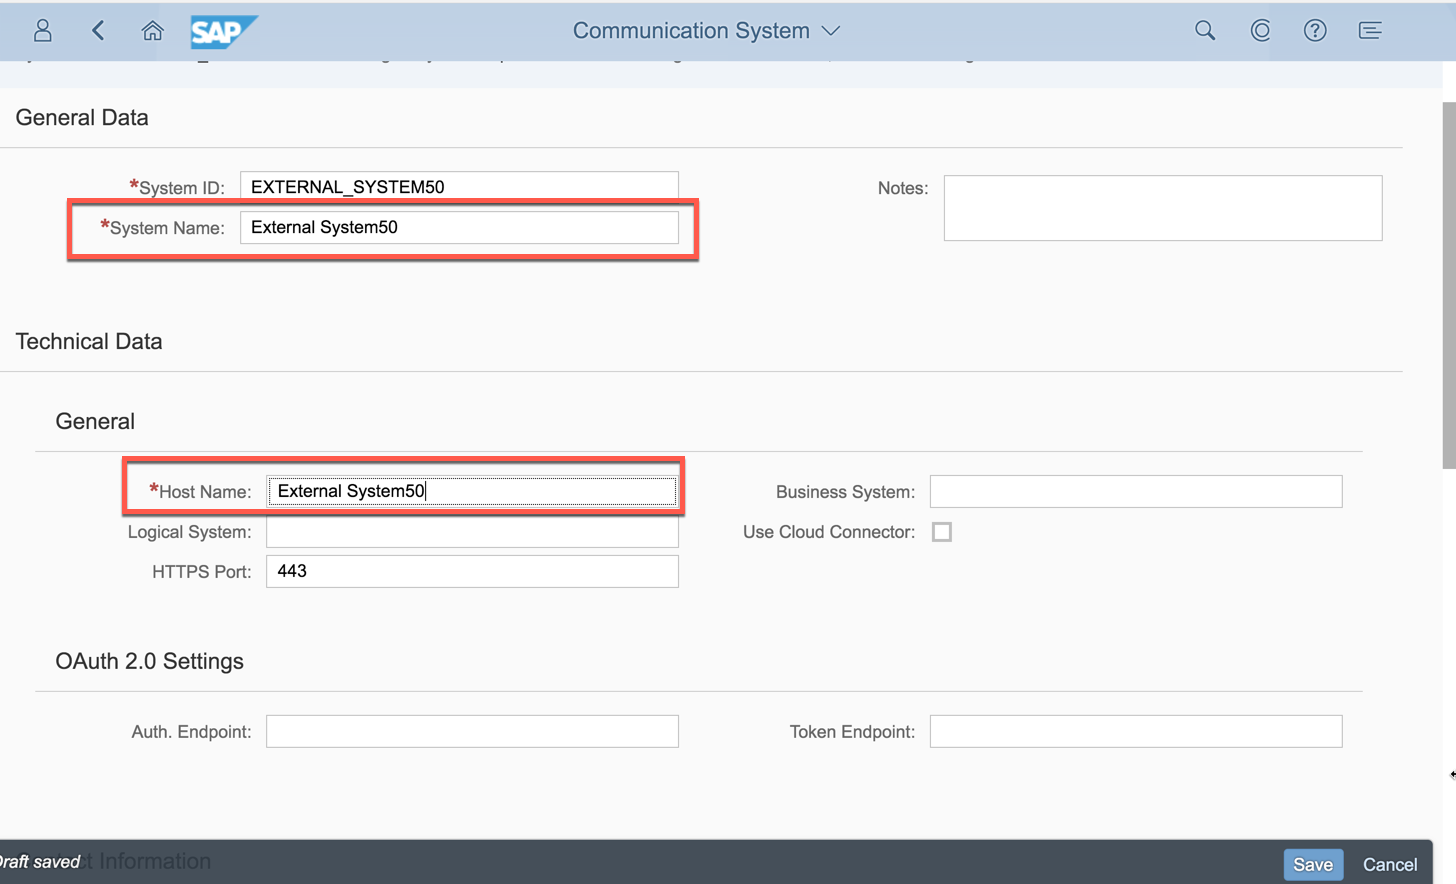 SAP
Communication System
General Data
*System ID: EXTERNAL_SYSTEM50
Notes:
*System Name: External System50
Technical Data
General
*Host Name: External System50
Business System:
Logical System:
Use Cloud Connector:
HTTPS Port: 443
OAuth 2.0 Settings
Auth. Endpoint:
Token Endpoint:
Draft saved
Information
Save
Cancel